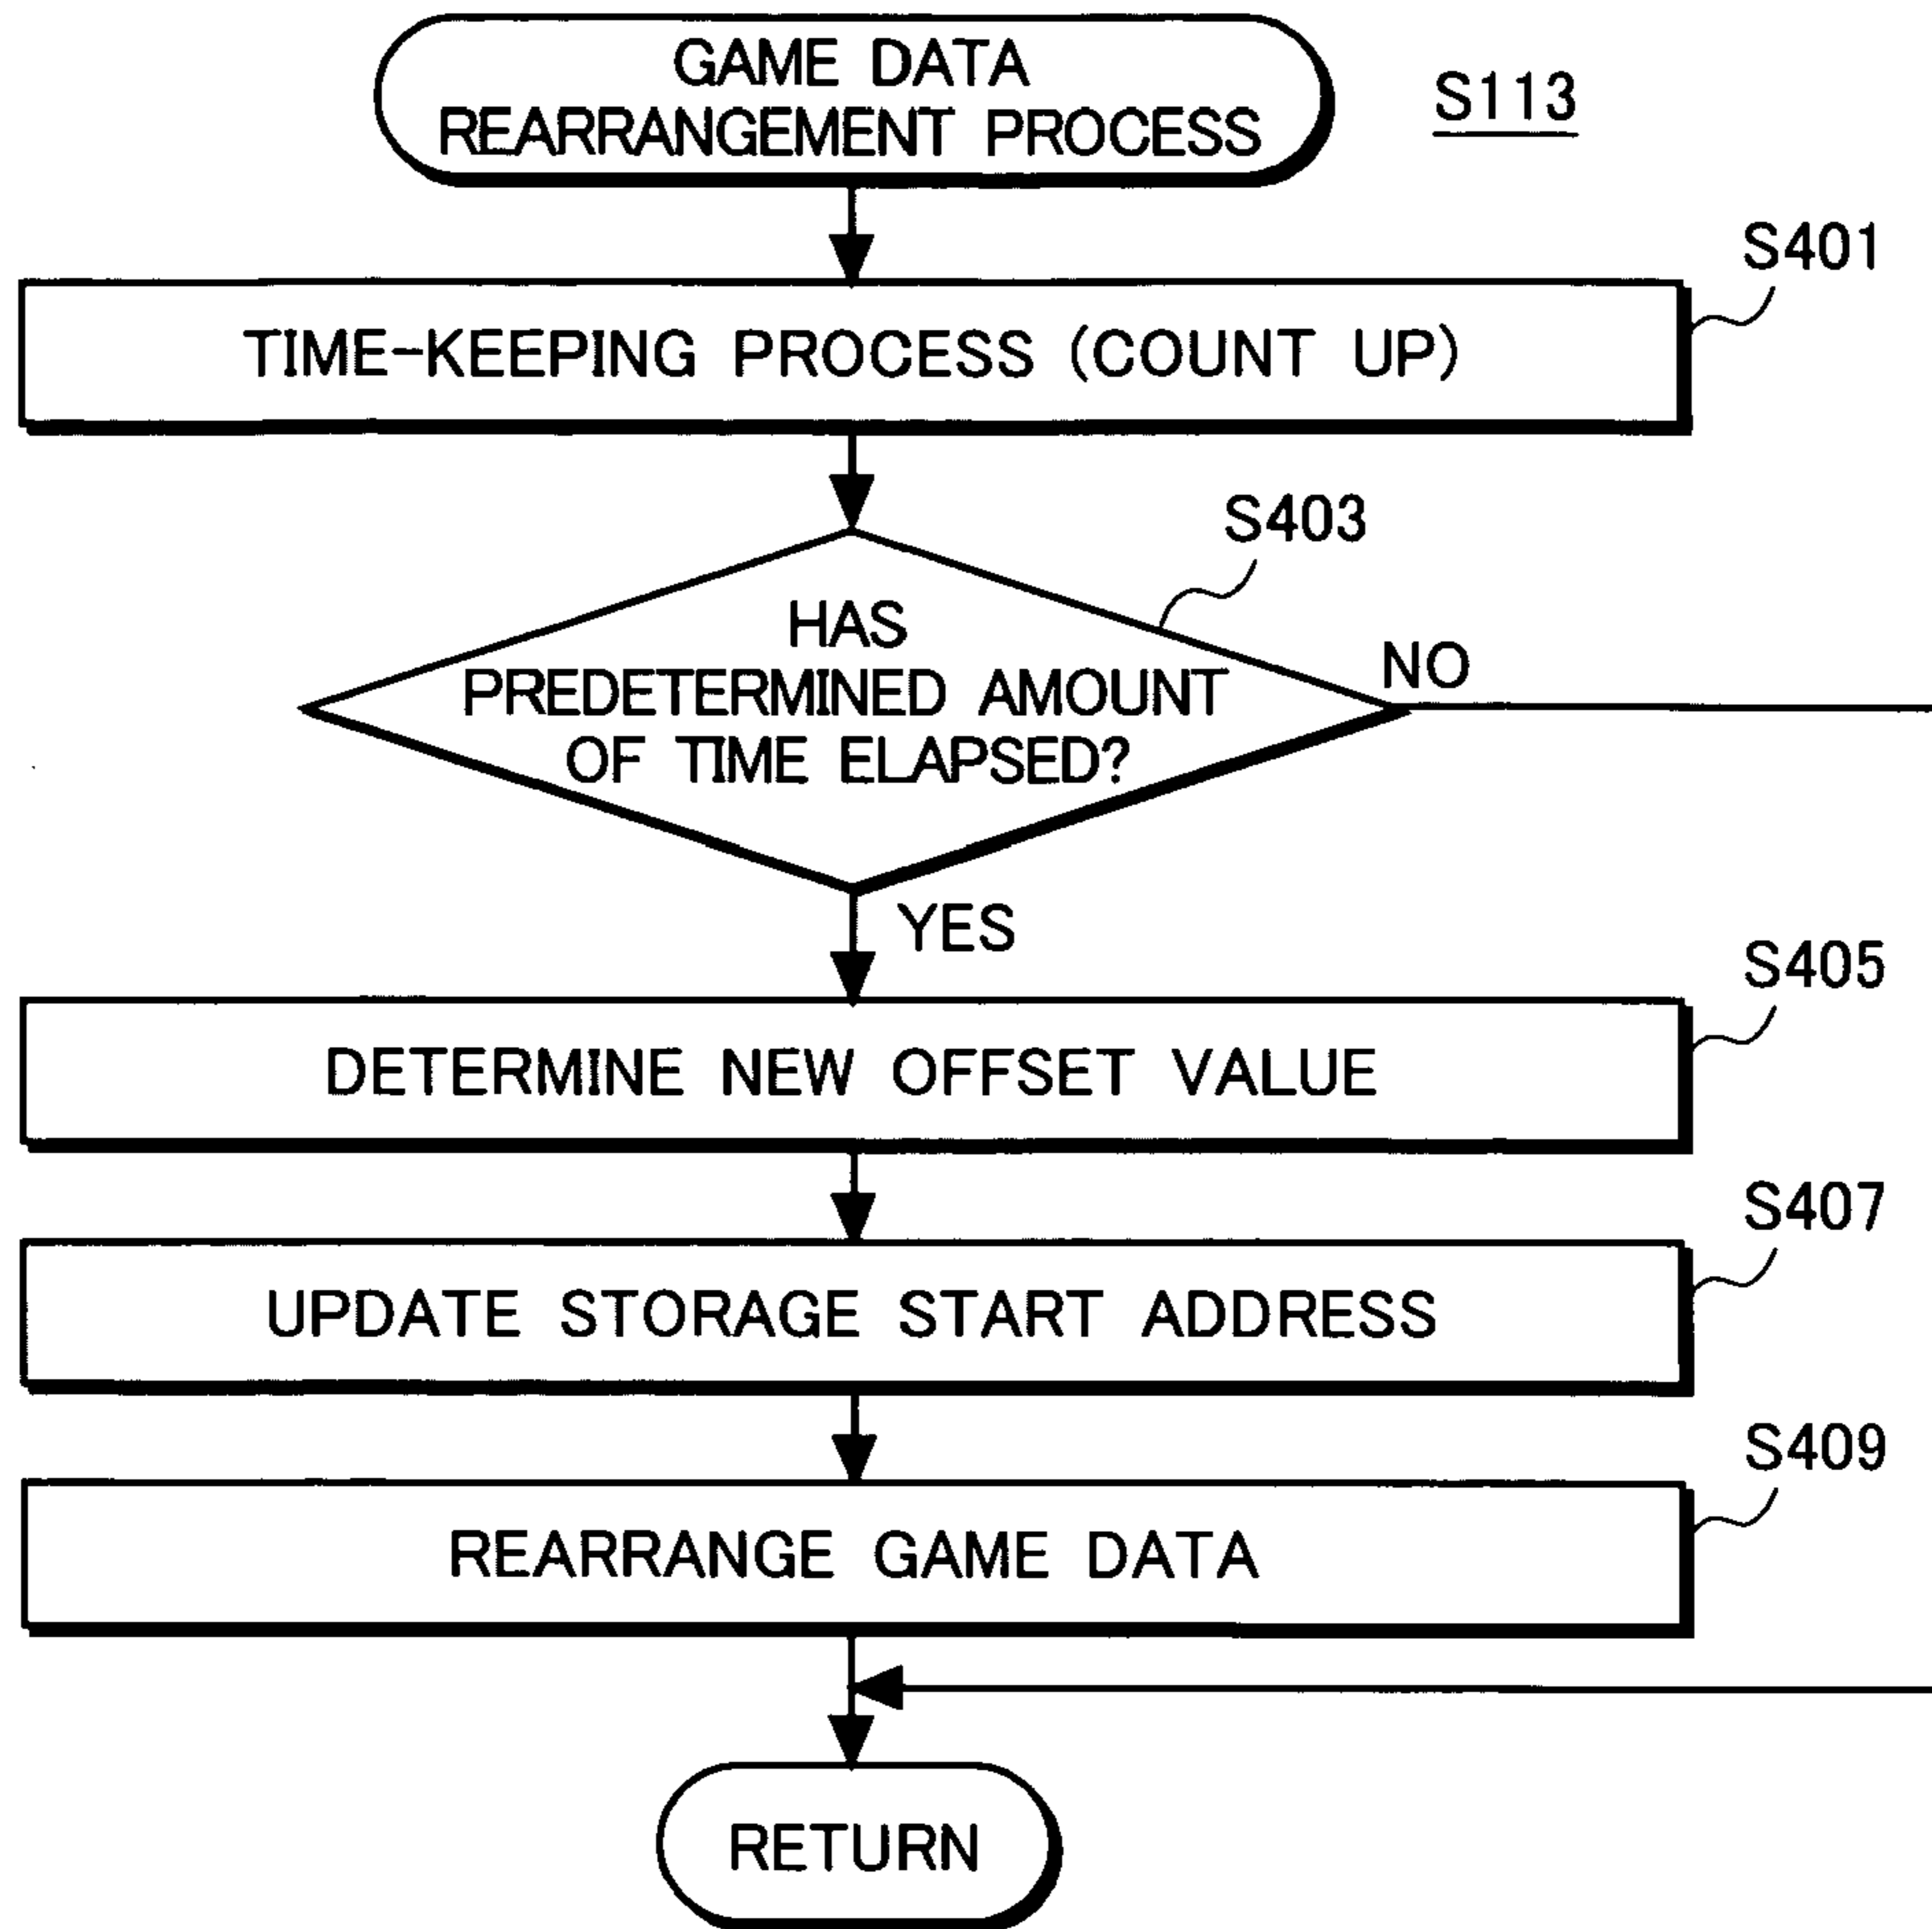 GAME DATA
REARRANGEMENT PROCESS
S113
S401
TIME-KEEPING PROCESS (COUNT UP)
S403
HAS
PREDETERMINED AMOUNT
OF TIME ELAPSED?
NO
YES
S405
DETERMINE NEW OFFSET VALUE
S407
UPDATE STORAGE START ADDRESS
S409
REARRANGE GAME DATA
RETURN